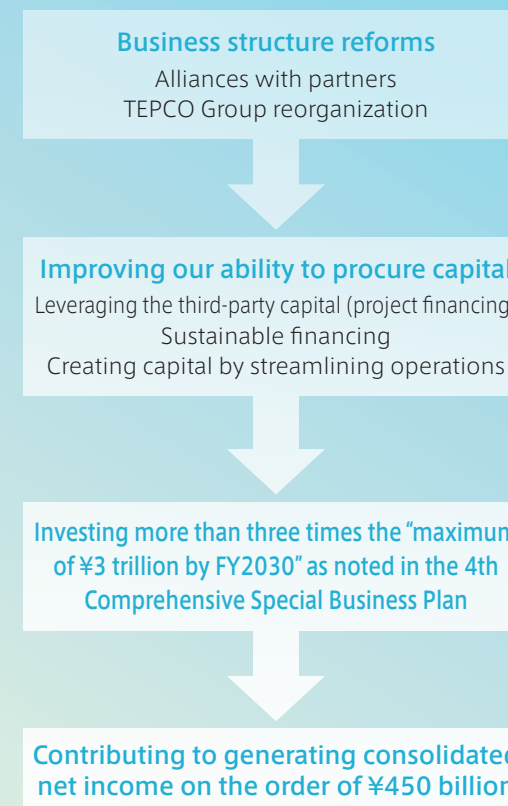 Business structure reforms
Alliances with partners
TEPCO Group reorganization
Improving our ability to procure capital
Leveraging the third-party capital (project financing
Sustainable financing
Creating capital by streamlining operations
Investing more than three times the “maximum
of ¥3 trillion by FY2030” as noted in the 4th
Comprehensive Special Business Plan
Contributing to generating consolidated
net income on the order of ¥450 billion